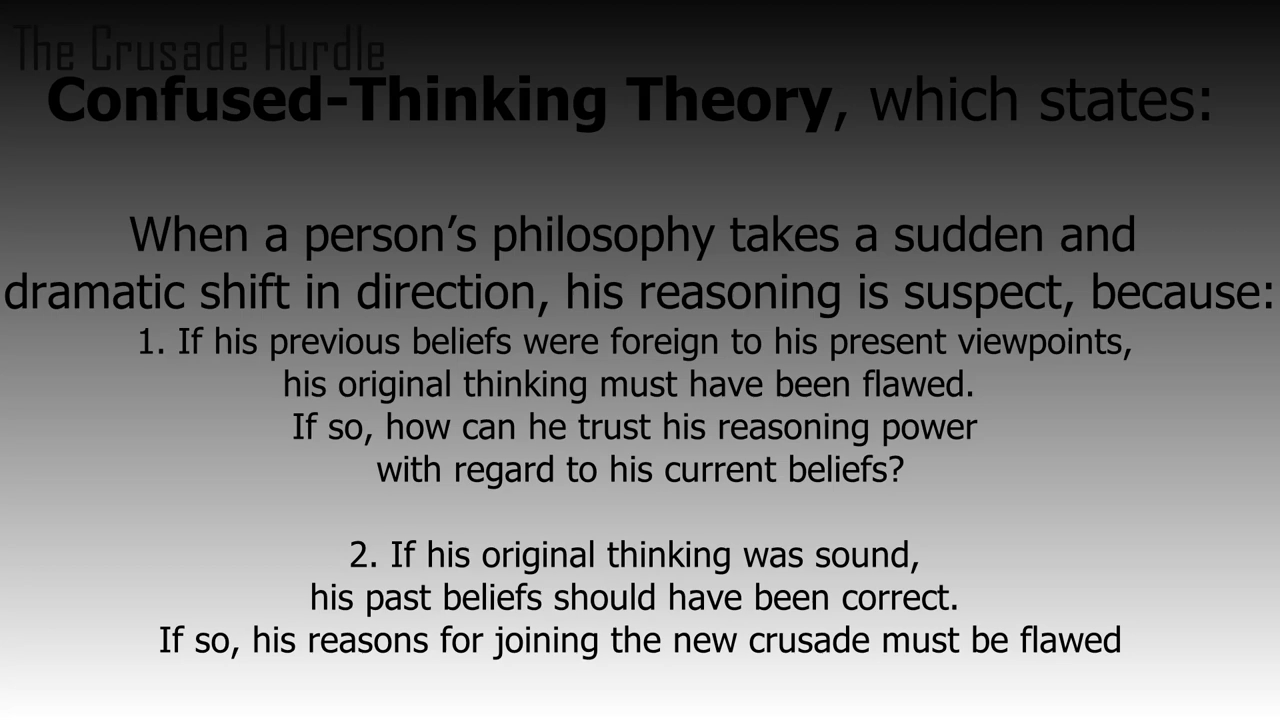 The Crusade Hurdle
Confused-Thinking Theory, which states:
When a person’s philosophy takes a sudden and
dramatic shift in direction, his reasoning is suspect, because:
1. If his previous beliefs were foreign to his present viewpoints,
his original thinking must have been flawed.
If so, how can he trust his reasoning power
with regard to his current beliefs?
2. If his original thinking was sound,
his past beliefs should have been correct.
If so, his reasons for joining the new crusade must be flawed